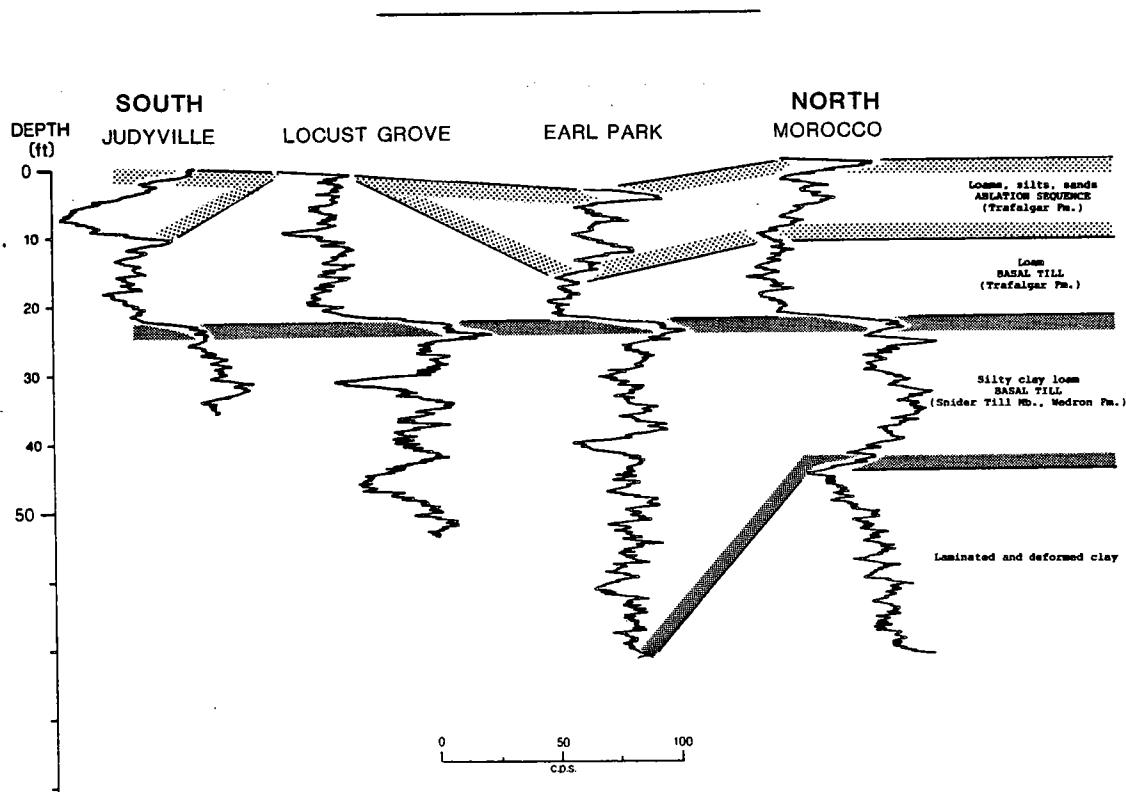 SOUTH
NORTH
JUDYVILLE
LOCUST GROVE
EARL PARK
MOROCCO
DEPTH
(ft)
0
10
20
30
40
50
Loams, silts, sands
ABLATION SEQUENCE
(Trafalgar Fm.)
Loam
BASAL TILL
(Trafalgar Fm.)
Silty clay loam
BASAL TILL
(Snider Till Mb., Wedron Fm.)
Laminated and deformed clay
0
50
100
C.P.S.